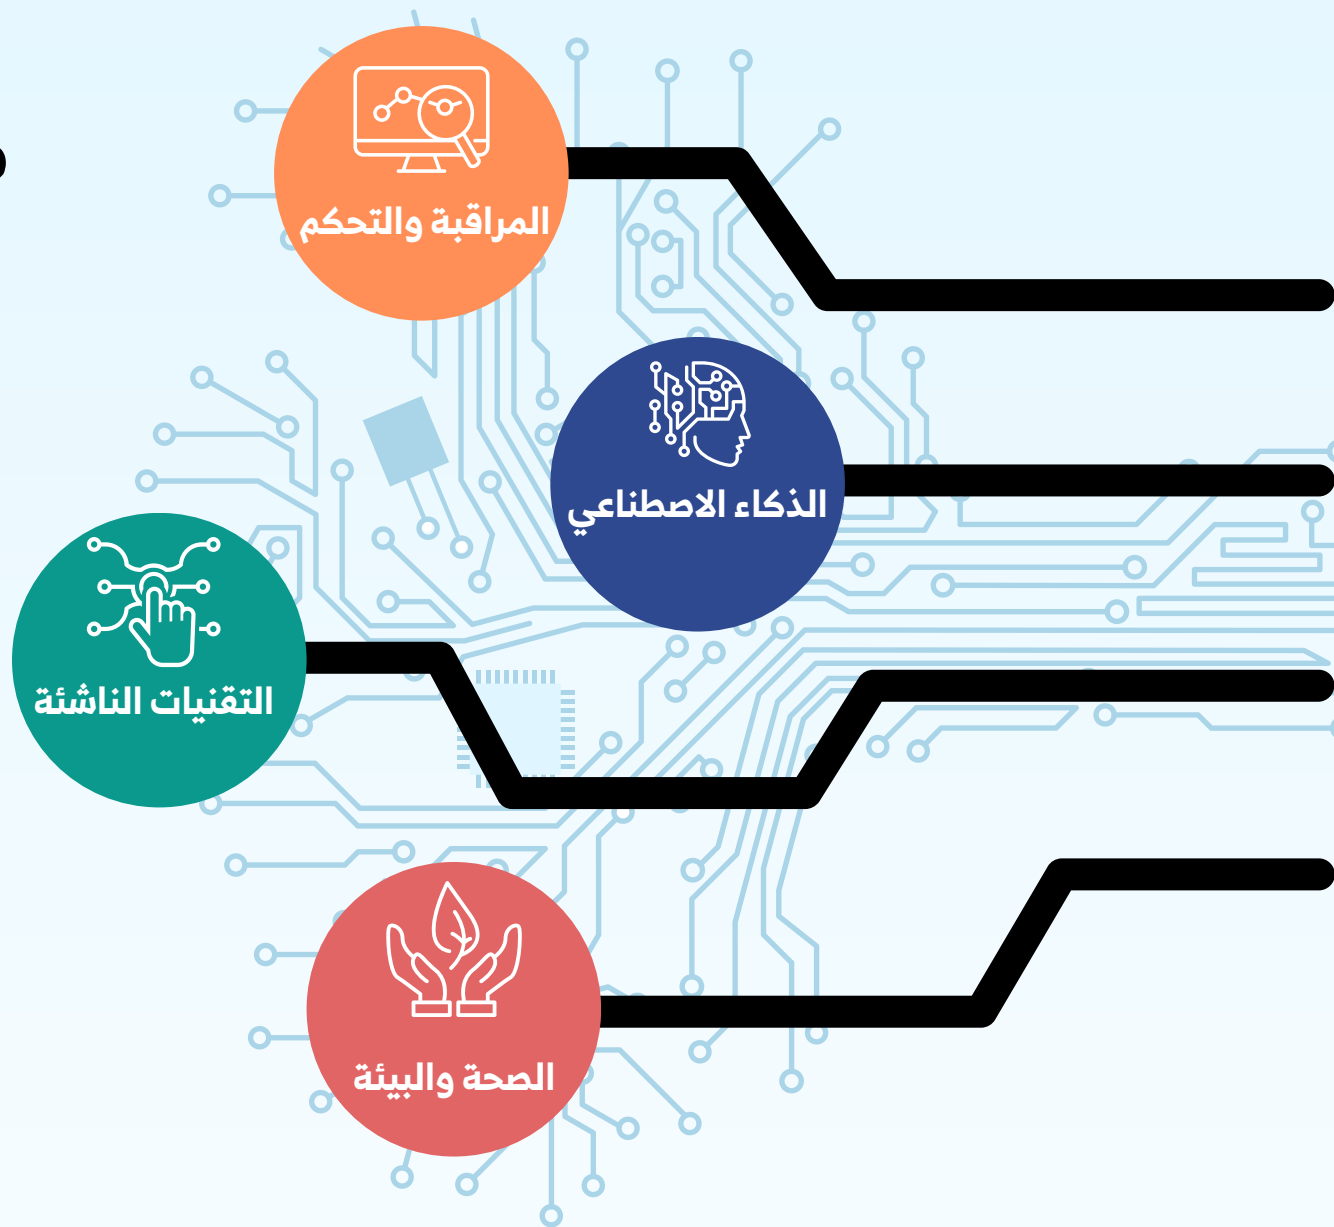 المراقبة والتحكم
الذكاء الاصطناعي
التقنيات الناشئة
الصحة والبيئة